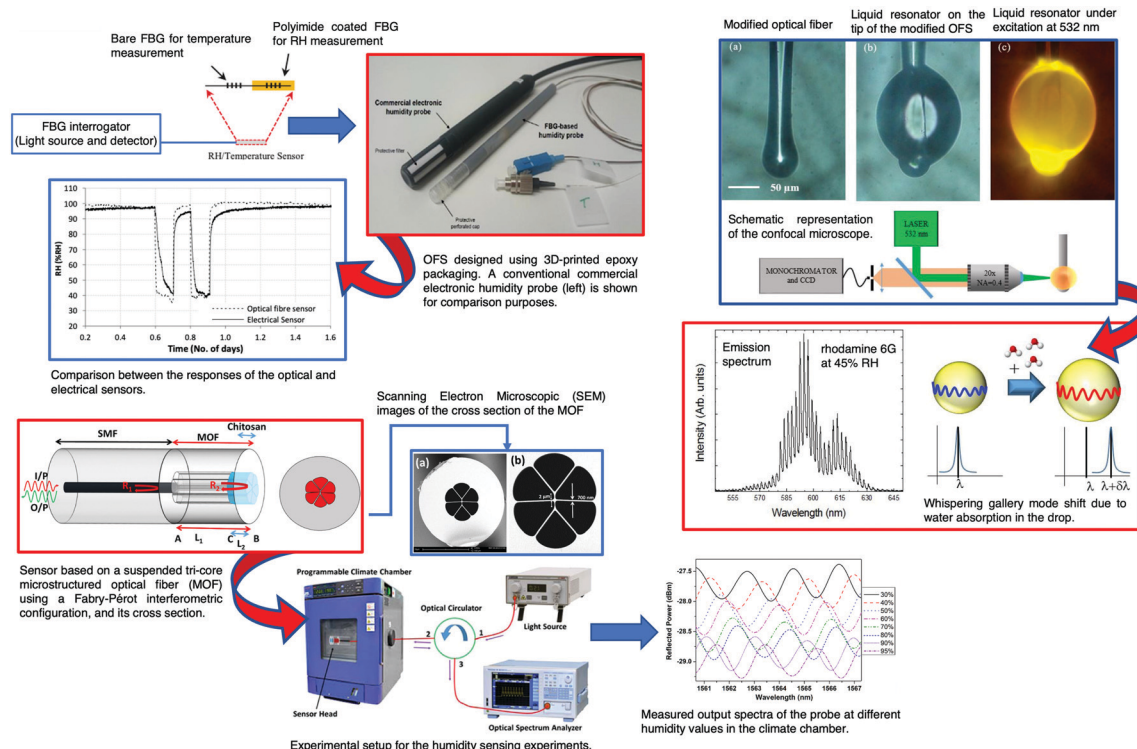 Bare FBG for temperature
measurement
Polyimide coated FBG
for RH measurement
FBG interrogator
(Light source and detector)
RH/Temperature Sensor
Commercial electronic
humidity probe
FBG-based
humidity probe
Protective filter
Protective
perforated cap
T
OFS designed using 3D-printed epoxy
packaging. A conventional commercial
electronic humidity probe (left) is shown
for comparison purposes.
RH (%RH)
110
100
90
80
70
60
50
40
30
20
Optical fibre sensor
Electrical Sensor
0.2 0.4 0.6 0.8 1.0 1.2 1.4 1.6
Time (No. of days)
Comparison between the responses of the optical and
electrical sensors.
Modified optical fiber
Liquid resonator on the
tip of the modified OFS
Liquid resonator under
excitation at 532 nm
(a)
(b)
(c)
50 µm
Schematic representation
of the confocal microscope.
LASER
532 nm
MONOCHROMATOR
and CCD
20x
NA=0.4
Emission
spectrum
rhodamine 6G
at 45% RH
Intensity (Arb. units)
555 570 585 600 615 630 645
Wavelength (nm)
+
λ
λ λ+δλ
Whispering gallery mode shift due to
water absorption in the drop.
Scanning Electron Microscopic (SEM)
images of the cross section of the MOF
(a)
(b)
2 µm
700 nm
SMF
MOF
Chitosan
I/P
O/P
R1
R2
A L1 C B
L2
Sensor based on a suspended tri-core
microstructured optical fiber (MOF)
using a Fabry-Pérot interferometric
configuration, and its cross section.
Programmable Climate Chamber
Sensor Head
Optical Circulator
1
2
3
Light Source
Optical Spectrum Analyzer
Experimental setup for the humidity sensing experiments.
Reflected Power (dBm)
-27.5
-28.0
-28.5
-29.0
1561 1562 1563 1564 1565 1566 1567
Wavelength (nm)
30%
40%
50%
60%
70%
80%
90%
95%
Measured output spectra of the probe at different
humidity values in the climate chamber.